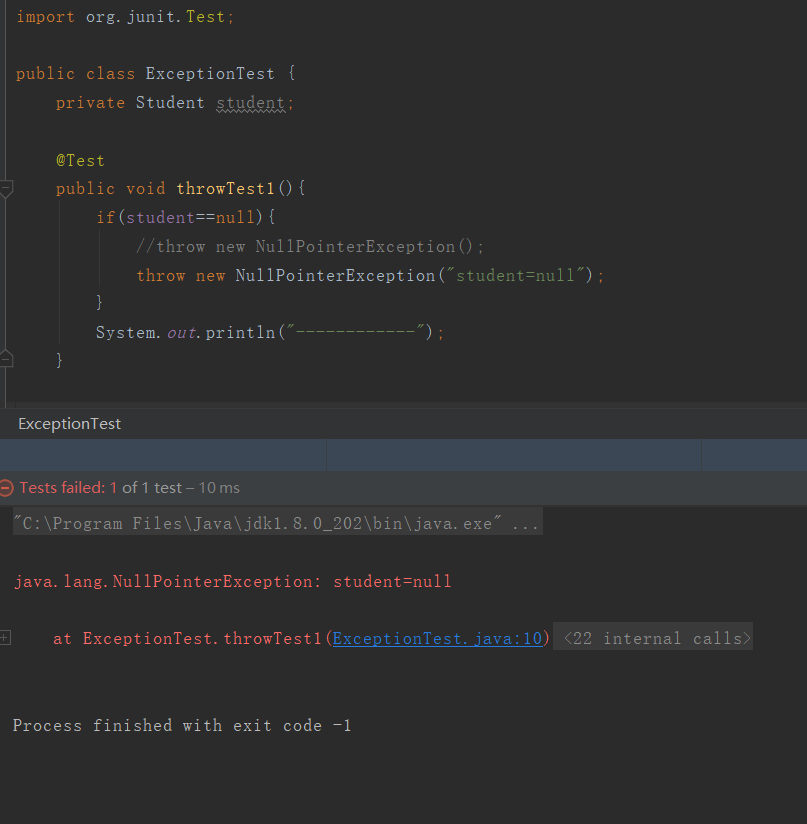 import org.junit.Test;
public class ExceptionTest {
private Student student;
@Test
public void throwTest1(){
if(student==null){
//throw new NullPointerException();
throw new NullPointerException("student=null");
}
System.out.println("------------");
}
ExceptionTest
Tests failed: 1 of 1 test – 10 ms
"C:\Program Files\Java\jdk1.8.0_202\bin\java.exe" ...
java.lang.NullPointerException: student=null
at ExceptionTest.throwTest1(ExceptionTest.java:10) <22 internal calls>
Process finished with exit code -1